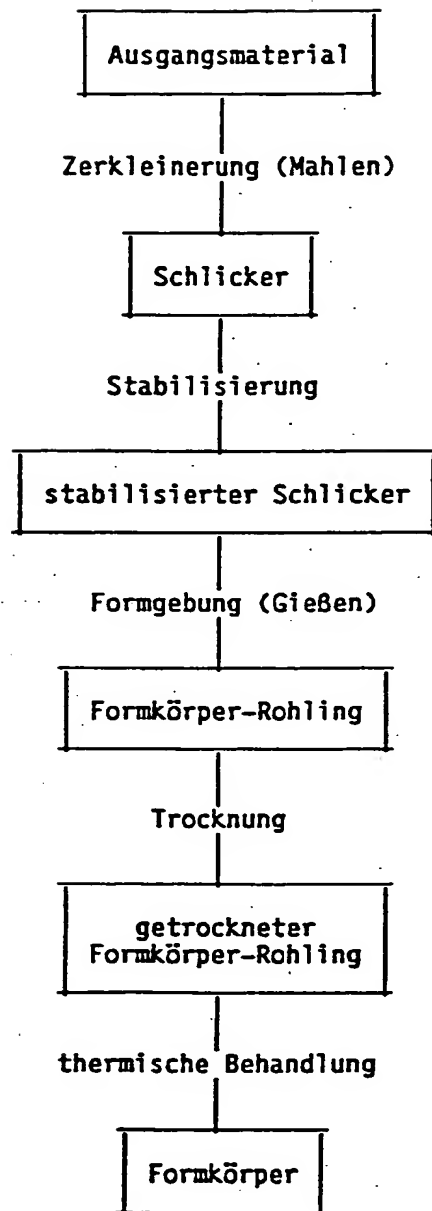 Ausgangsmaterial
Zerkleinerung (Mahlen)
Schlicker
Stabilisierung
stabilisierter Schlicker
Formgebung (Gießen)
Formkörper-Rohling
Trocknung
getrockneter
Formkörper-Rohling
thermische Behandlung
Formkörper